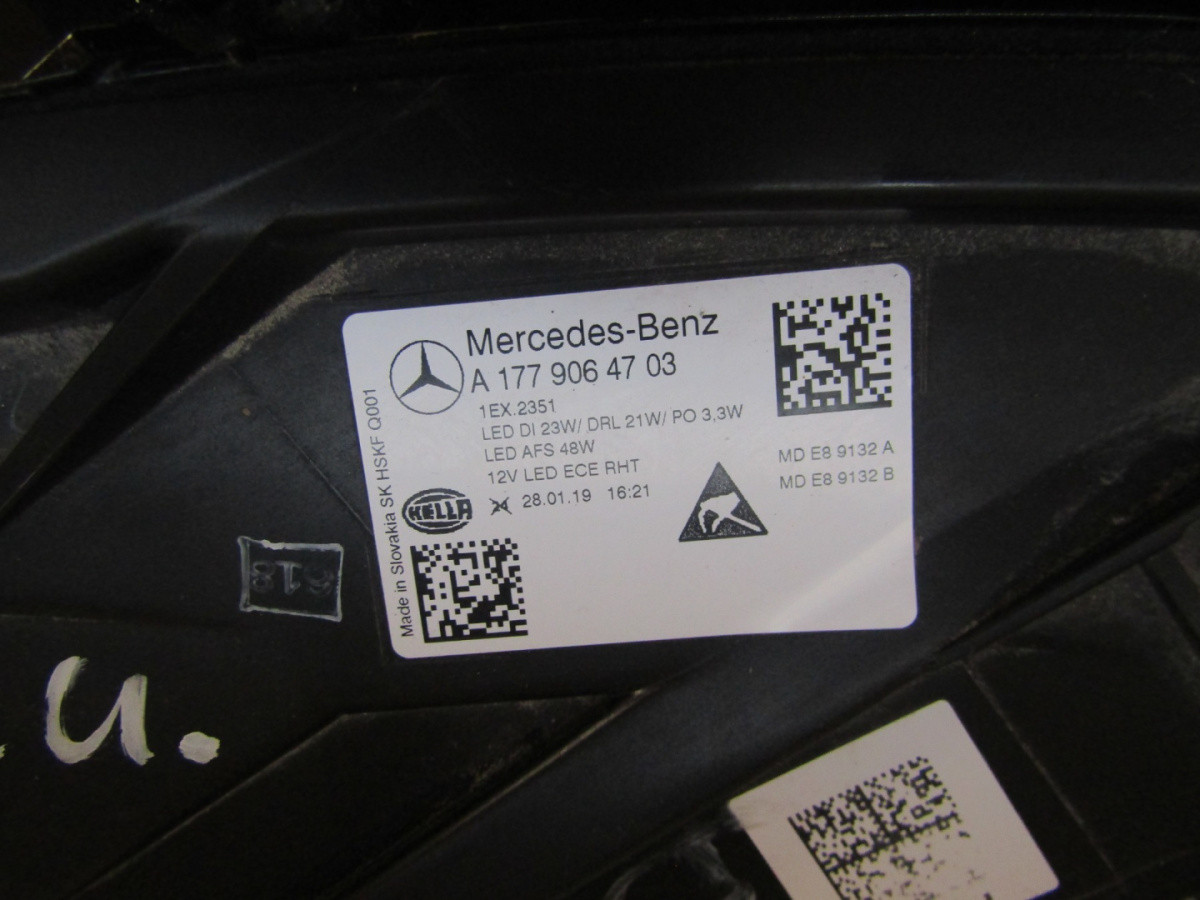 Mercedes-Benz
A 177 906 47 03
1EX.2351
LED DI 23W/ DRL 21W/ PO 3,3W
LED AFS 48W
12V LED ECE RHT
28.01.19 16:21
HELLA
MD E8 9132 A
MD E8 9132 B
Made in Slovakia SK HSKF Q001
u.